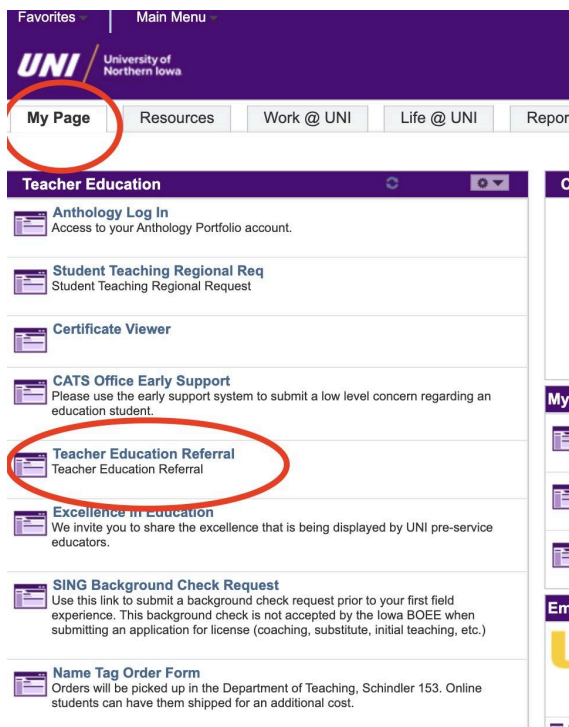 Favorites Main Menu
UNI University of
Northern Iowa
My Page Resources Work @ UNI Life @ UNI
Teacher Education
Anthology Log In
Access to your Anthology Portfolio account.
Student Teaching Regional Req
Student Teaching Regional Request
Certificate Viewer
CATS Office Early Support
Please use the early support system to submit a low level concern regarding an
education student.
My
Teacher Education Referral
Teacher Education Referral
Excellence in Education
We invite you to share the excellence that is being displayed by UNI pre-service
educators.
SING Background Check Request
Use this link to submit a background check request prior to your first field
experience. This background check is not accepted by the Iowa BOEE when
submitting an application for license (coaching, substitute, initial teaching, etc.)
Em
Name Tag Order Form
Orders will be picked up in the Department of Teaching, Schindler 153. Online
students can have them shipped for an additional cost.